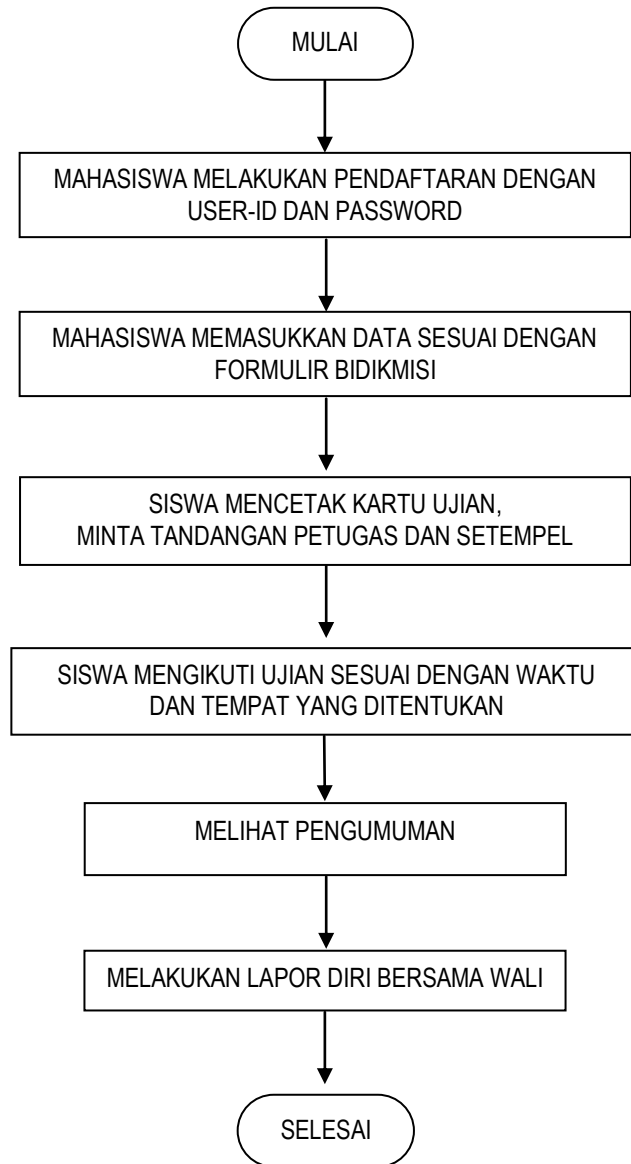 MULAI
MAHASISWA MELAKUKAN PENDAFTARAN DENGAN
USER-ID DAN PASSWORD
MAHASISWA MEMASUKKAN DATA SESUAI DENGAN
FORMULIR BIDIKMISI
SISWA MENCETAK KARTU UJIAN,
MINTA TANDANGAN PETUGAS DAN SETEMPEL
SISWA MENGIKUTI UJIAN SESUAI DENGAN WAKTU
DAN TEMPAT YANG DITENTUKAN
MELIHAT PENGUMUMAN
MELAKUKAN LAPOR DIRI BERSAMA WALI
SELESAI